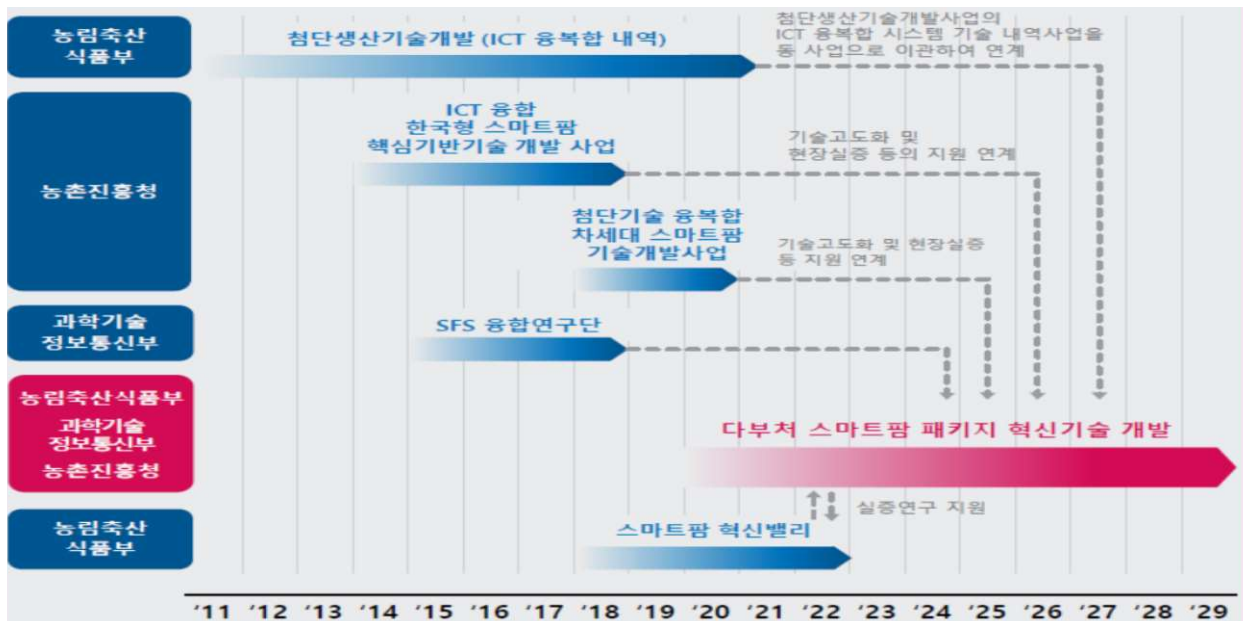 농림축산
식품부
첨단생산기술개발 (ICT 융복합 내역)
첨단생산기술개발사업의
ICT 융복합 시스템 기술 내역사업을
동 사업으로 이관하여 연계
농촌진흥청
ICT 융합
한국형 스마트팜
핵심기반기술 개발 사업
기술고도화 및
현장실증 등의 지원 연계
첨단기술 융복합
차세대 스마트팜
기술개발사업
기술고도화 및 현장실증
등 지원 연계
과학기술
정보통신부
SFS 융합연구단
농림축산식품부
과학기술
정보통신부
농촌진흥청
다부처 스마트팜 패키지 혁신기술 개발
실증연구 지원
농림축산
식품부
스마트팜 혁신밸리
‘11 ‘12 ‘13 ‘14 ‘15 ‘16 ‘17 ‘18 ‘19 ‘20 ‘21 ‘22 ‘23 ‘24 ‘25 ‘26 ‘27 ‘28 ‘29